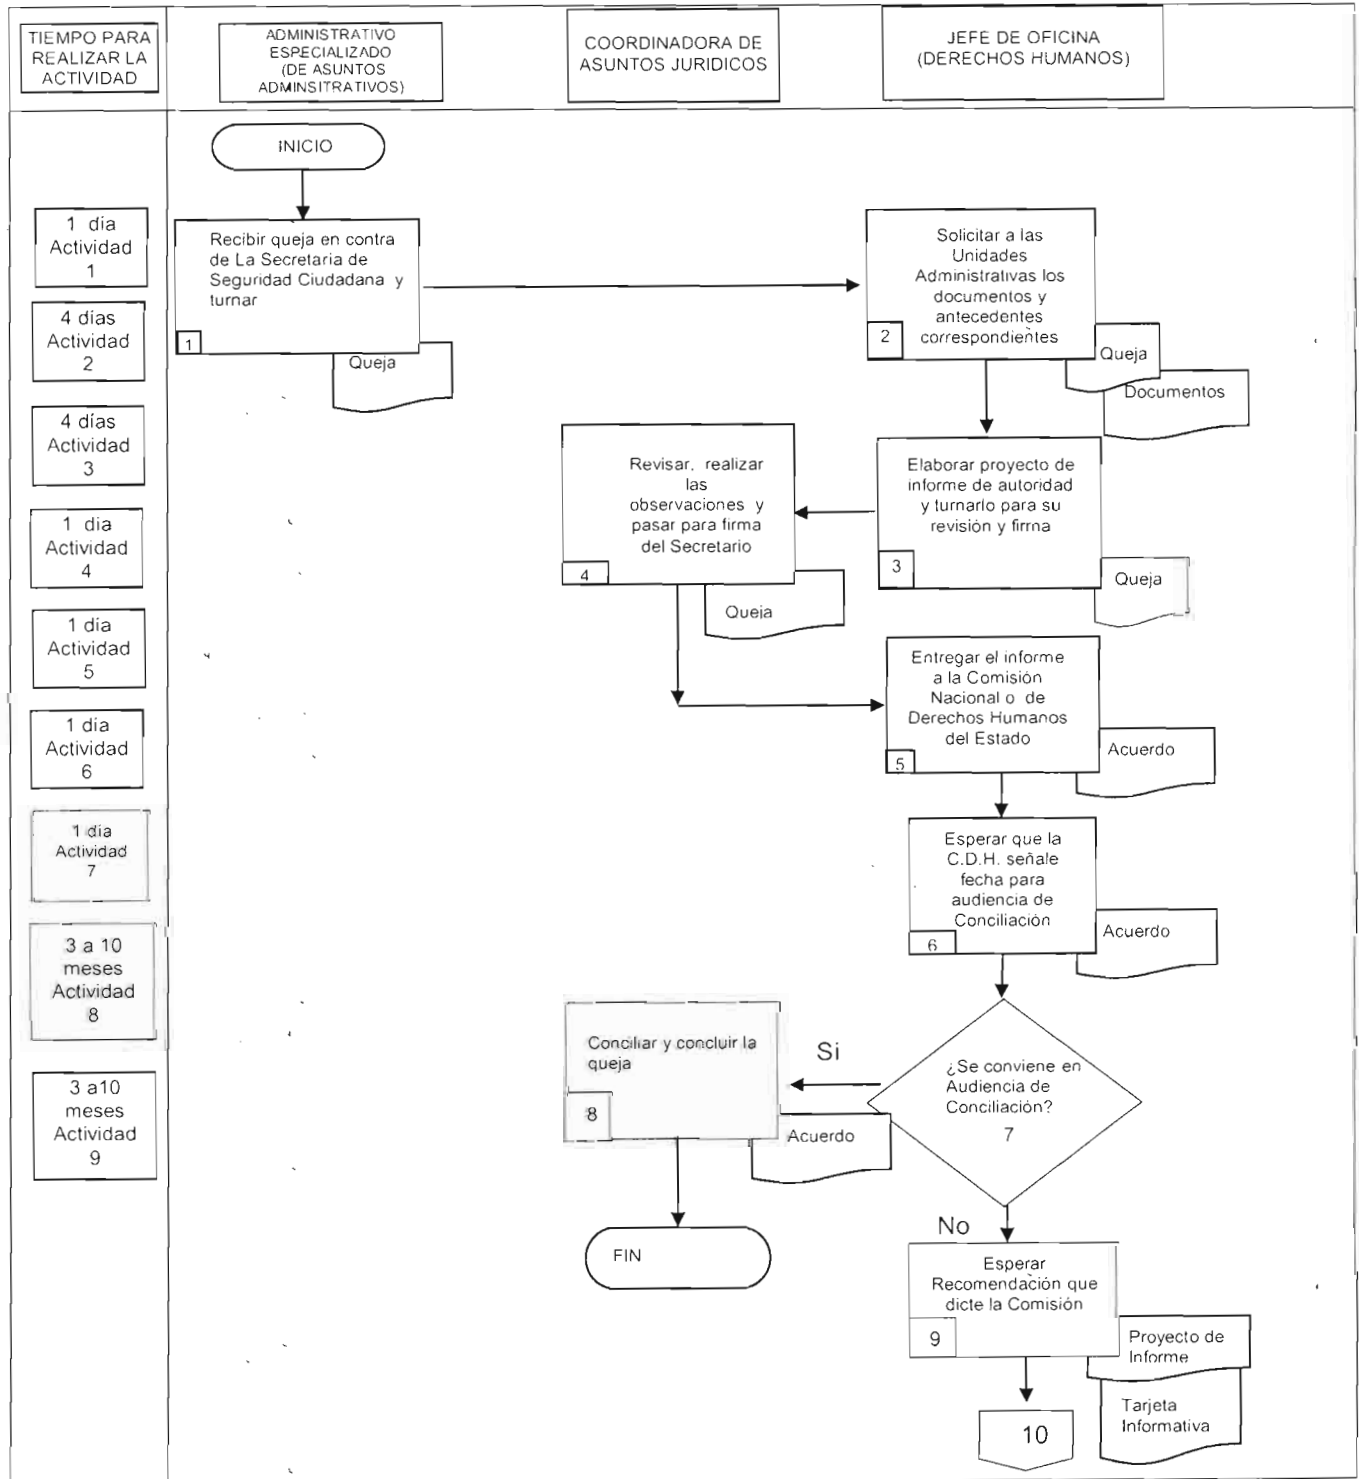 TIEMPO PARA
REALIZAR LA
ACTIVIDAD
ADMINISTRATIVO
ESPECIALIZADO
(DE ASUNTOS
ADMINSITRATIVOS)
COORDINADORA DE
ASUNTOS JURIDICOS
JEFE DE OFICINA
(DERECHOS HUMANOS)
INICIO
1 día
Actividad
1
Recibir queja en contra
de La Secretaria de
Seguridad Ciudadana y
turnar
1
Queja
Solicitar a las
Unidades
Administrativas los
documentos y
antecedentes
correspondientes
2
Queja
Documentos
4 días
Actividad
2
4 días
Actividad
3
Revisar, realizar
las
observaciones y
pasar para firma
del Secretario
4
Queja
Elaborar proyecto de
informe de autoridad
y turnarlo para su
revisión y firma
3
Queja
1 día
Actividad
4
1 día
Actividad
5
Entregar el informe
a la Comisión
Nacional o de
Derechos Humanos
del Estado
5
Acuerdo
1 día
Actividad
6
1 día
Actividad
7
Esperar que la
C.D.H. señale
fecha para
audiencia de
Conciliación
6
Acuerdo
3 a 10
meses
Actividad
8
Conciliar y concluir la
queja
8
Acuerdo
Si
¿Se conviene en
Audiencia de
Conciliación?
7
3 a10
meses
Actividad
9
FIN
No
Esperar
Recomendación que
dicte la Comisión
9
Proyecto de
Informe
Tarjeta
Informativa
10